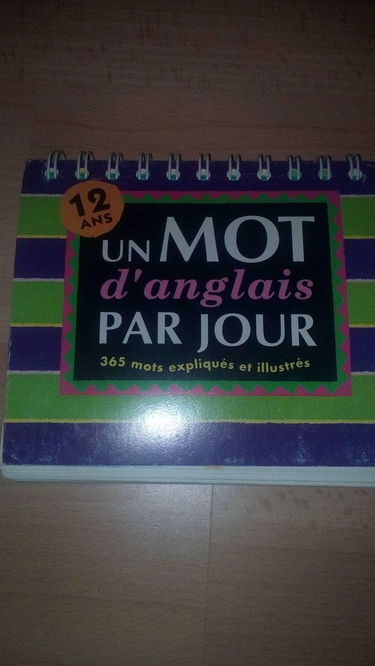 12
ANS
UN MOT
d'anglais
PAR JOUR
365 mots expliqués et illustrés